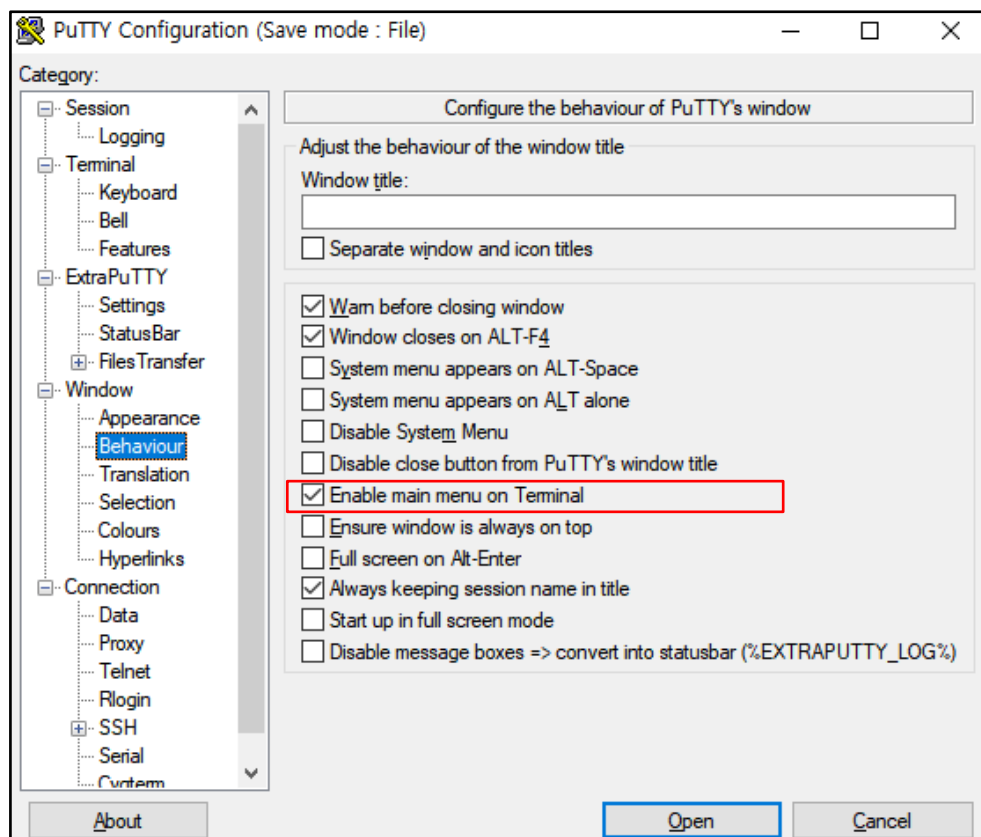 PuTTY Configuration (Save mode : File)
Category:
Session
Logging
Terminal
Keyboard
Bell
Features
ExtraPuTTY
Settings
StatusBar
FilesTransfer
Window
Appearance
Behaviour
Translation
Selection
Colours
Hyperlinks
Connection
Data
Proxy
Telnet
Rlogin
SSH
Serial
Cygterm
Configure the behaviour of PuTTY's window
Adjust the behaviour of the window title
Window title:
Separate window and icon titles
Warn before closing window
Window closes on ALT-F4
System menu appears on ALT-Space
System menu appears on ALT alone
Disable System Menu
Disable close button from PuTTY's window title
Enable main menu on Terminal
Ensure window is always on top
Full screen on Alt-Enter
Always keeping session name in title
Start up in full screen mode
Disable message boxes => convert into statusbar (%EXTRAPUTTY_LOG%)
About
Open
Cancel